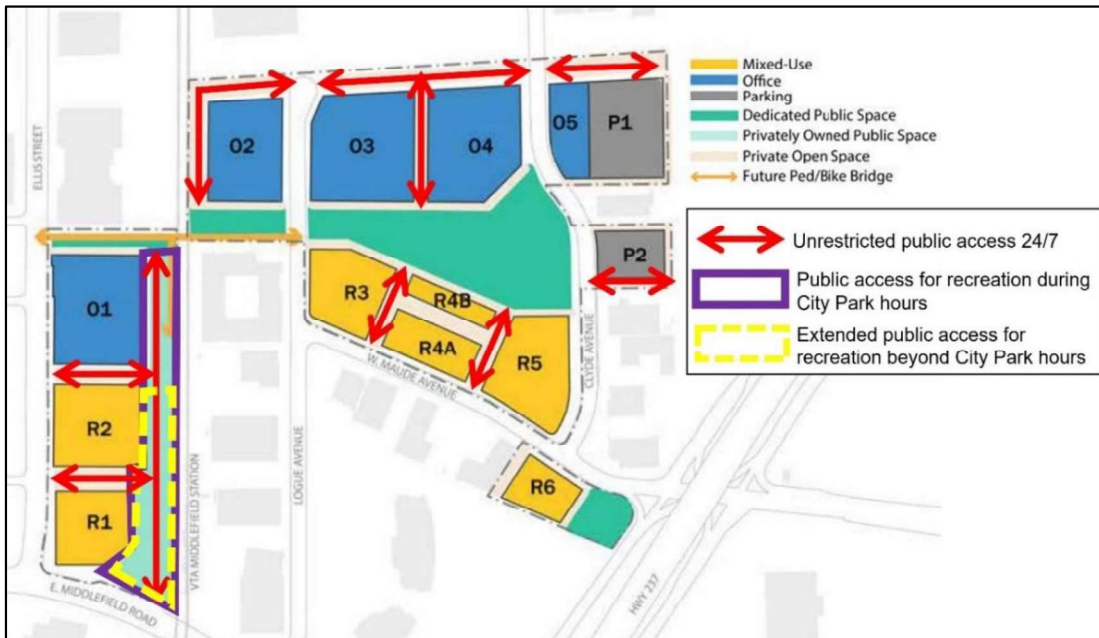 Mixed-Use
Office
Parking
Dedicated Public Space
Privately Owned Public Space
Private Open Space
Future Ped/Bike Bridge
Unrestricted public access 24/7
Public access for recreation during
City Park hours
Extended public access for
recreation beyond City Park hours
O2
O3
O4
O5
P1
P2
ELLIS STREET
O1
R2
R1
E. MIDDLEFIELD ROAD
VTA MIDDLEFIELD STATION
LOGUE AVENUE
R3
R4B
R4A
R5
W. MAUDE AVENUE
CLYDE AVENUE
R6
HWY 237